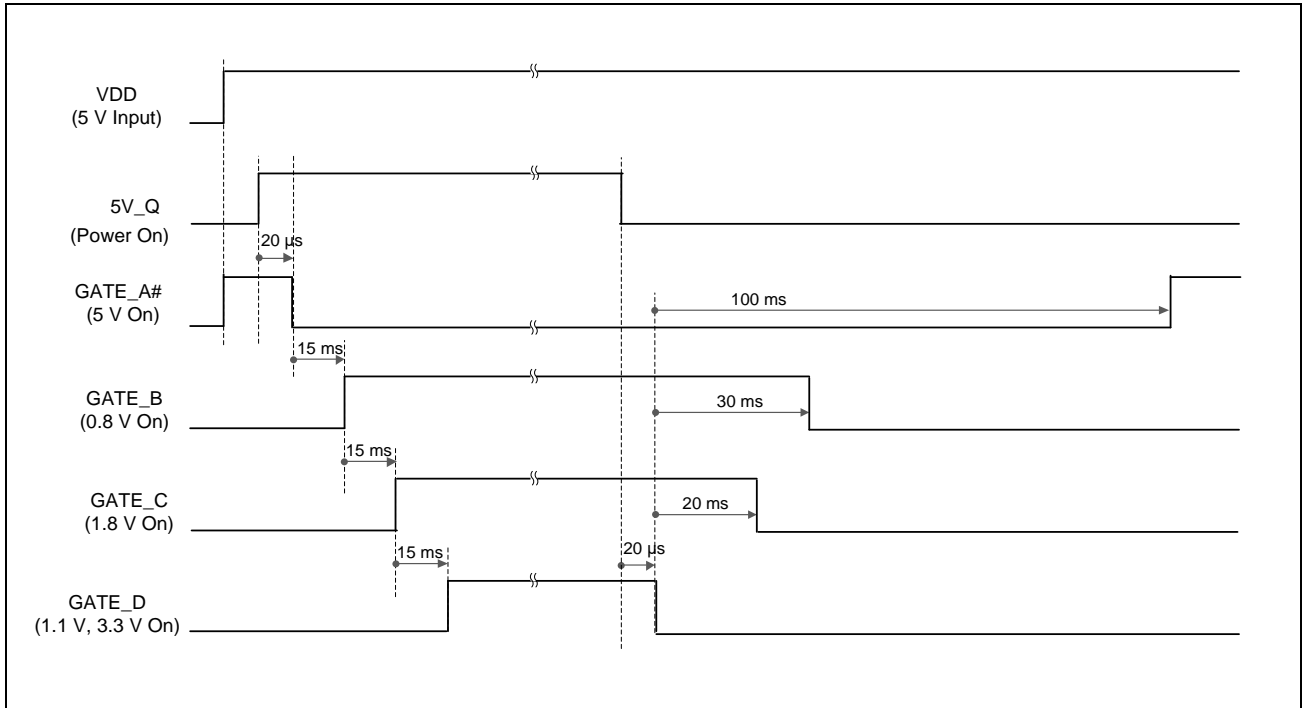 VDD
(5 V Input)
5V_Q
(Power On)
20 μs
GATE_A#
(5 V On)
100 ms
15 ms
GATE_B
(0.8 V On)
30 ms
15 ms
GATE_C
(1.8 V On)
20 ms
15 ms
20 μs
GATE_D
(1.1 V, 3.3 V On)